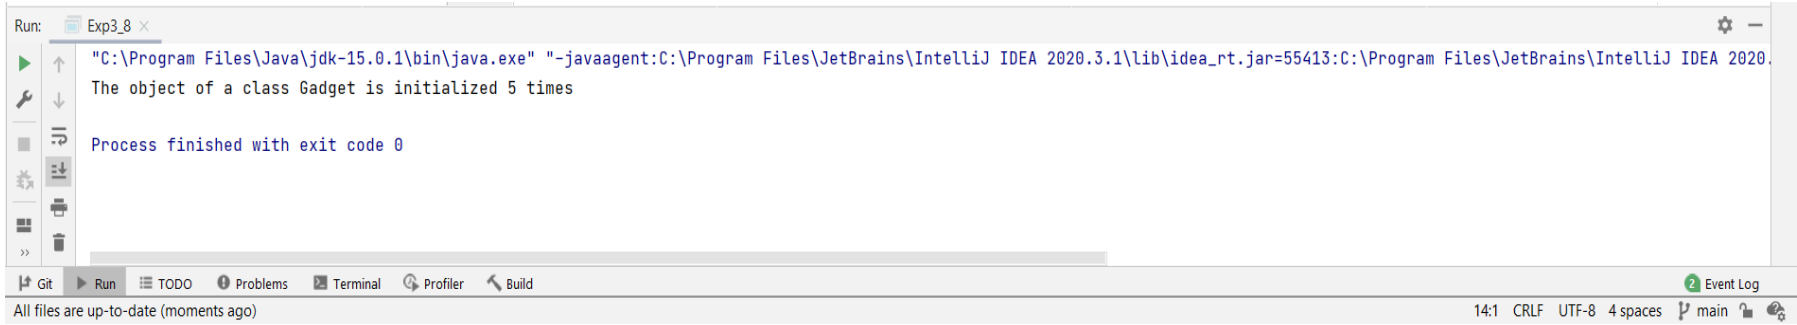 Run: Exp3_8
"C:\Program Files\Java\jdk-15.0.1\bin\java.exe" "-javaagent:C:\Program Files\JetBrains\IntelliJ IDEA 2020.3.1\lib\idea_rt.jar=55413:C:\Program Files\JetBrains\IntelliJ IDEA 2020.
The object of a class Gadget is initialized 5 times
Process finished with exit code 0
Git Run TODO Problems Terminal Profiler Build 2 Event Log
All files are up-to-date (moments ago) 14:1 CRLF UTF-8 4 spaces main